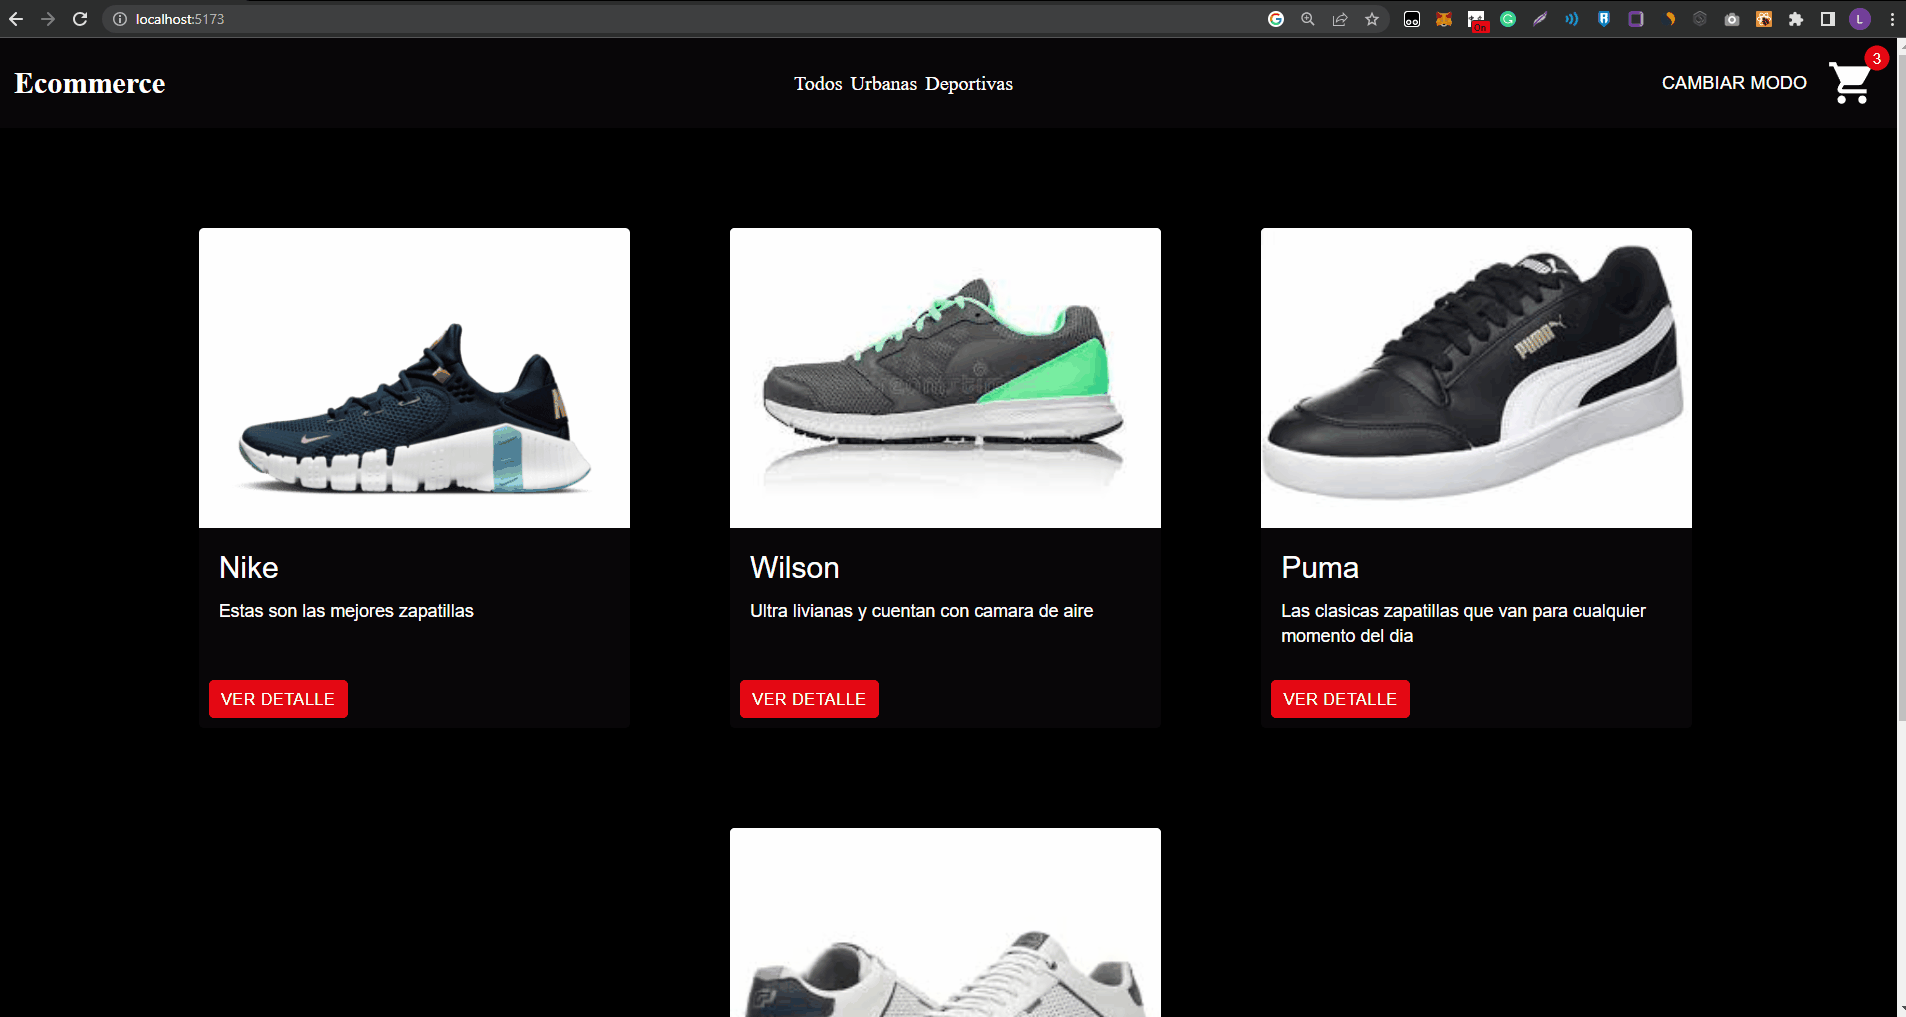 localhost:5173
L
Ecommerce
Todos Urbanas Deportivas
CAMBIAR MODO
3
PUMA
PUMA
Nike
Estas son las mejores zapatillas
VER DETALLE
Wilson
Ultra livianas y cuentan con camara de aire
VER DETALLE
Puma
Las clasicas zapatillas que van para cualquier
momento del dia
VER DETALLE